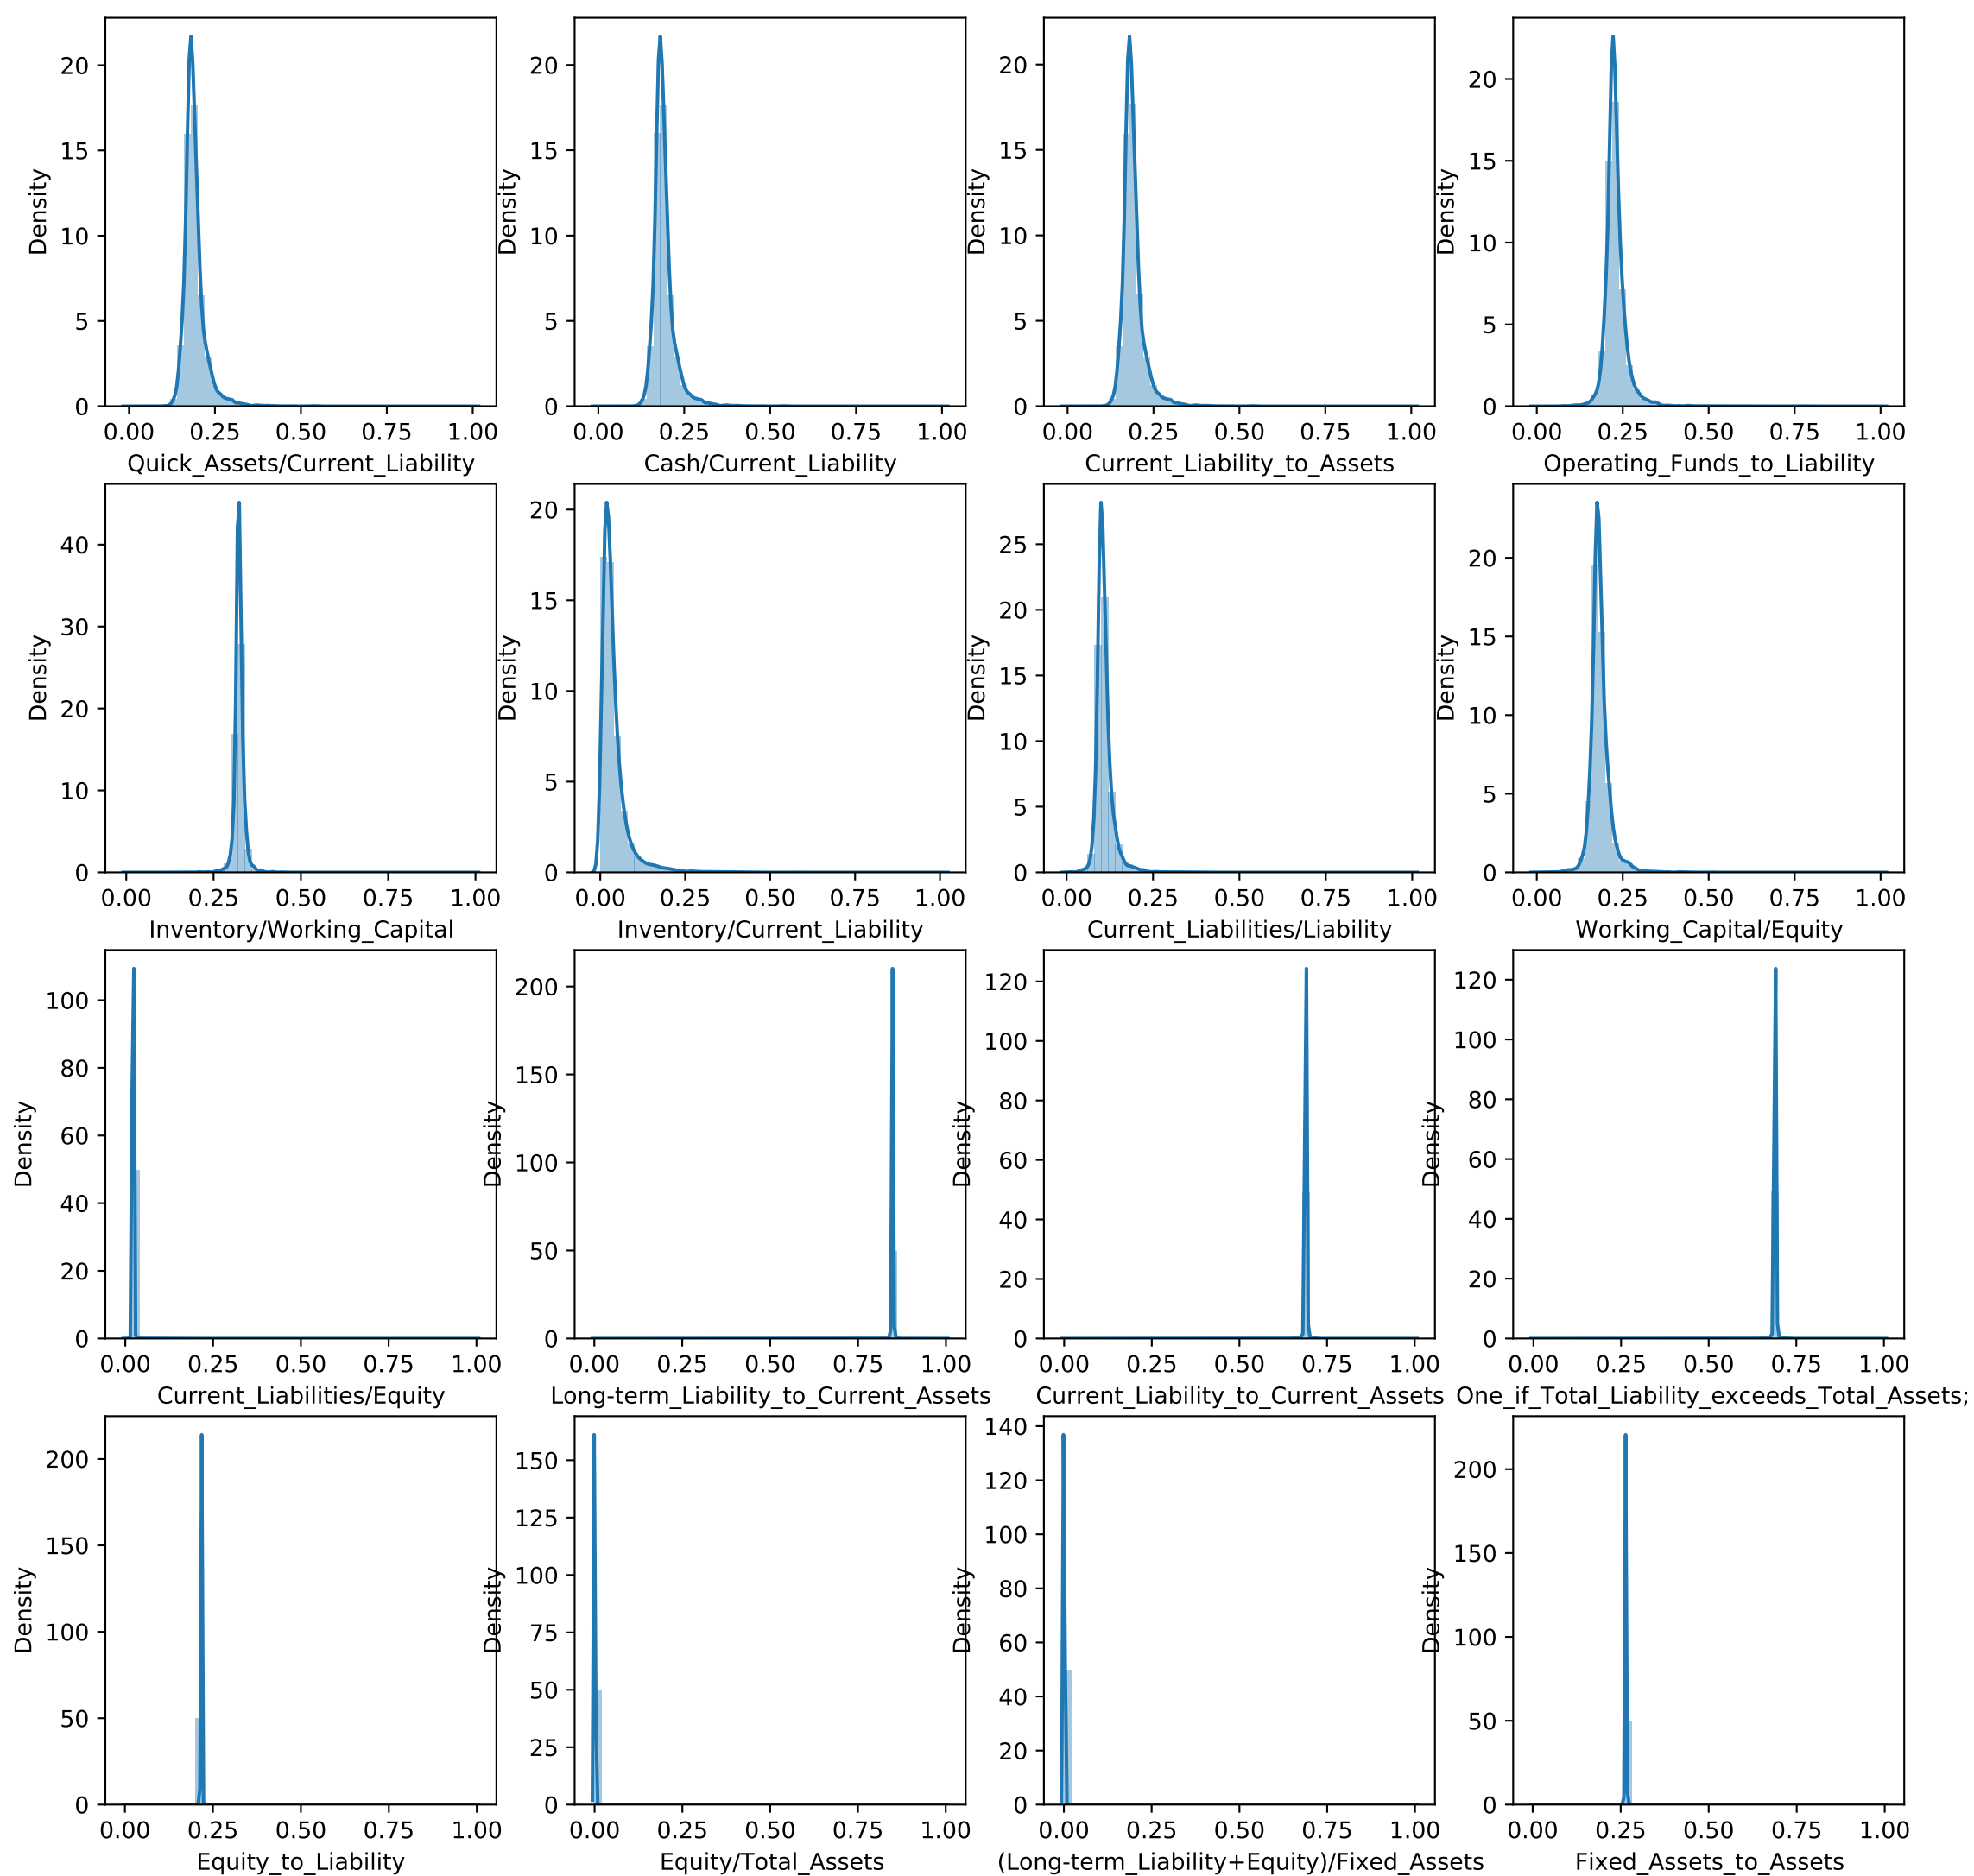 Density
20
15
10
5
0
0.00 0.25 0.50 0.75 1.00
Quick_Assets/Current_Liability
Density
20
15
10
5
0
0.00 0.25 0.50 0.75 1.00
Cash/Current_Liability
Density
20
15
10
5
0
0.00 0.25 0.50 0.75 1.00
Current_Liability_to_Assets
Density
20
15
10
5
0
0.00 0.25 0.50 0.75 1.00
Operating_Funds_to_Liability
Density
40
30
20
10
0
0.00 0.25 0.50 0.75 1.00
Inventory/Working_Capital
Density
20
15
10
5
0
0.00 0.25 0.50 0.75 1.00
Inventory/Current_Liability
Density
25
20
15
10
5
0
0.00 0.25 0.50 0.75 1.00
Current_Liabilities/Liability
Density
20
15
10
5
0
0.00 0.25 0.50 0.75 1.00
Working_Capital/Equity
Density
100
80
60
40
20
0
0.00 0.25 0.50 0.75 1.00
Current_Liabilities/Equity
Density
200
150
100
50
0
0.00 0.25 0.50 0.75 1.00
Long-term_Liability_to_Current_Assets
Density
120
100
80
60
40
20
0
0.00 0.25 0.50 0.75 1.00
Current_Liability_to_Current_Assets
Density
120
100
80
60
40
20
0
0.00 0.25 0.50 0.75 1.00
One_if_Total_Liability_exceeds_Total_Assets;
Density
200
150
100
50
0
0.00 0.25 0.50 0.75 1.00
Equity_to_Liability
Density
150
125
100
75
50
25
0
0.00 0.25 0.50 0.75 1.00
Equity/Total_Assets
Density
140
120
100
80
60
40
20
0
0.00 0.25 0.50 0.75 1.00
(Long-term_Liability+Equity)/Fixed_Assets
Density
200
150
100
50
0
0.00 0.25 0.50 0.75 1.00
Fixed_Assets_to_Assets